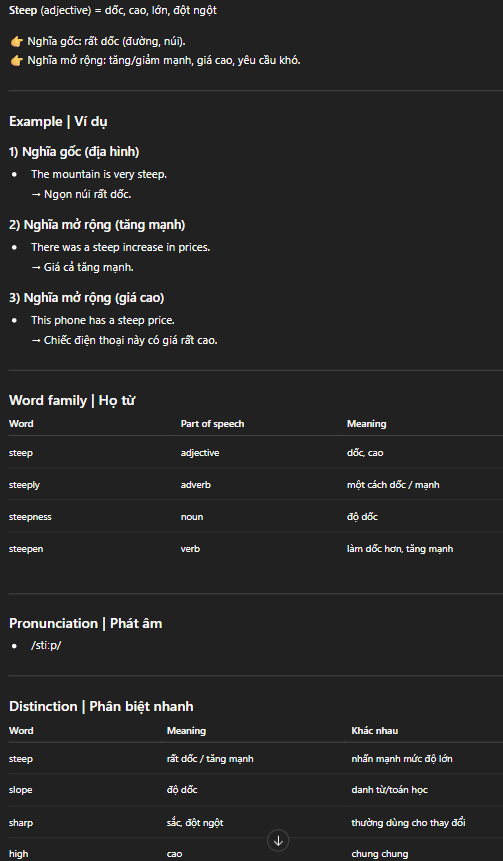 Steep (adjective) = dốc, cao, lớn, đột ngột
👉 Nghĩa gốc: rất dốc (đường, núi).
👉 Nghĩa mở rộng: tăng/giảm mạnh, giá cao, yêu cầu khó.
Example | Ví dụ
1) Nghĩa gốc (địa hình)
• The mountain is very steep.
→ Ngọn núi rất dốc.
2) Nghĩa mở rộng (tăng mạnh)
• There was a steep increase in prices.
→ Giá cả tăng mạnh.
3) Nghĩa mở rộng (giá cao)
• This phone has a steep price.
→ Chiếc điện thoại này có giá rất cao.
Word family | Họ từ
Word Part of speech Meaning
steep adjective dốc, cao
steeply adverb một cách dốc / mạnh
steepness noun độ dốc
steepen verb làm dốc hơn, tăng mạnh
Pronunciation | Phát âm
• /stiːp/
Distinction | Phân biệt nhanh
Word Meaning Khác nhau
steep rất dốc / tăng mạnh nhấn mạnh mức độ lớn
slope độ dốc danh từ/toán học
sharp sắc, đột ngột thường dùng cho thay đổi
high cao chung chung